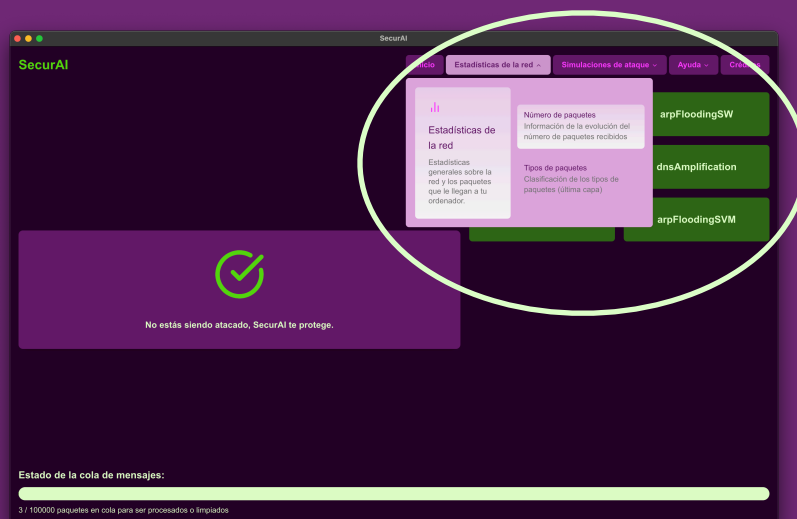 SecurAI
SecurAI
Inicio
Estadísticas de la red
Simulaciones de ataque
Ayuda
Créditos
Estadísticas de
la red
Estadísticas
generales sobre la
red y los paquetes
que le llegan a tu
ordenador.
Número de paquetes
Información de la evolución del
número de paquetes recibidos
Tipos de paquetes
Clasificación de los tipos de
paquetes (última capa)
arpFloodingSW
dnsAmplification
arpFloodingSVM
No estás siendo atacado, SecurAI te protege.
Estado de la cola de mensajes:
3 / 100000 paquetes en cola para ser procesados o limpiados